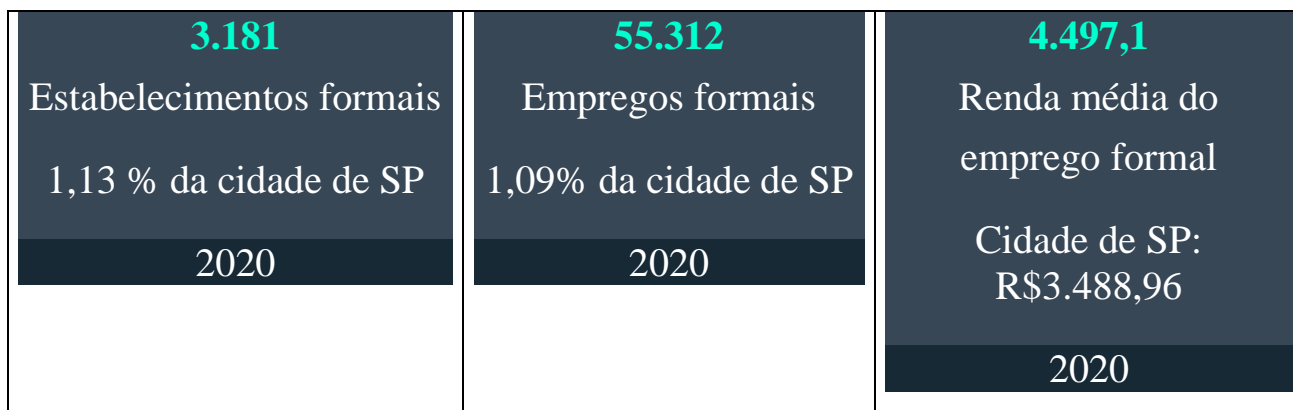 3.181
Estabelecimentos formais
1,13 % da cidade de SP
2020
55.312
Empregos formais
1,09% da cidade de SP
2020
4.497,1
Renda média do
emprego formal
Cidade de SP:
R$3.488,96
2020